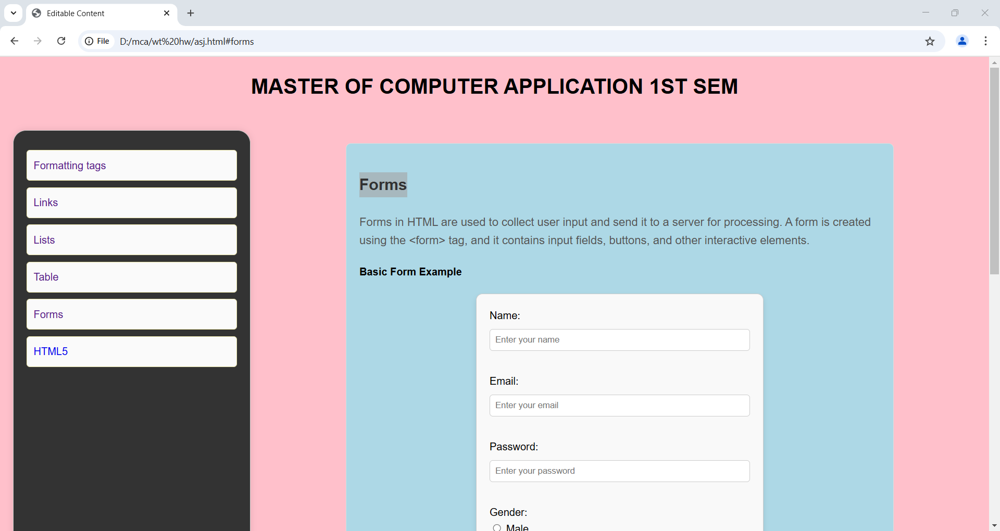 Editable Content
File
D:/mca/wt%20hw/asj.html#forms
MASTER OF COMPUTER APPLICATION 1ST SEM
Formatting tags
Links
Lists
Table
Forms
HTML5
Forms
Forms in HTML are used to collect user input and send it to a server for processing. A form is created
using the <form> tag, and it contains input fields, buttons, and other interactive elements.
Basic Form Example
Name:
Enter your name
Email:
Enter your email
Password:
Enter your password
Gender:
Male